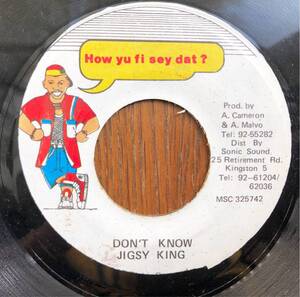 How yu fi sey dat ?
Prod. by
A. Cameron
& A. Malvo
Tel: 92-55282
Dist By
Sonic Sound,
25 Retirement Rd.
Kingston 5
Tel: 92-61204/
62036
MSC 325742
DON'T KNOW
JIGSY KING